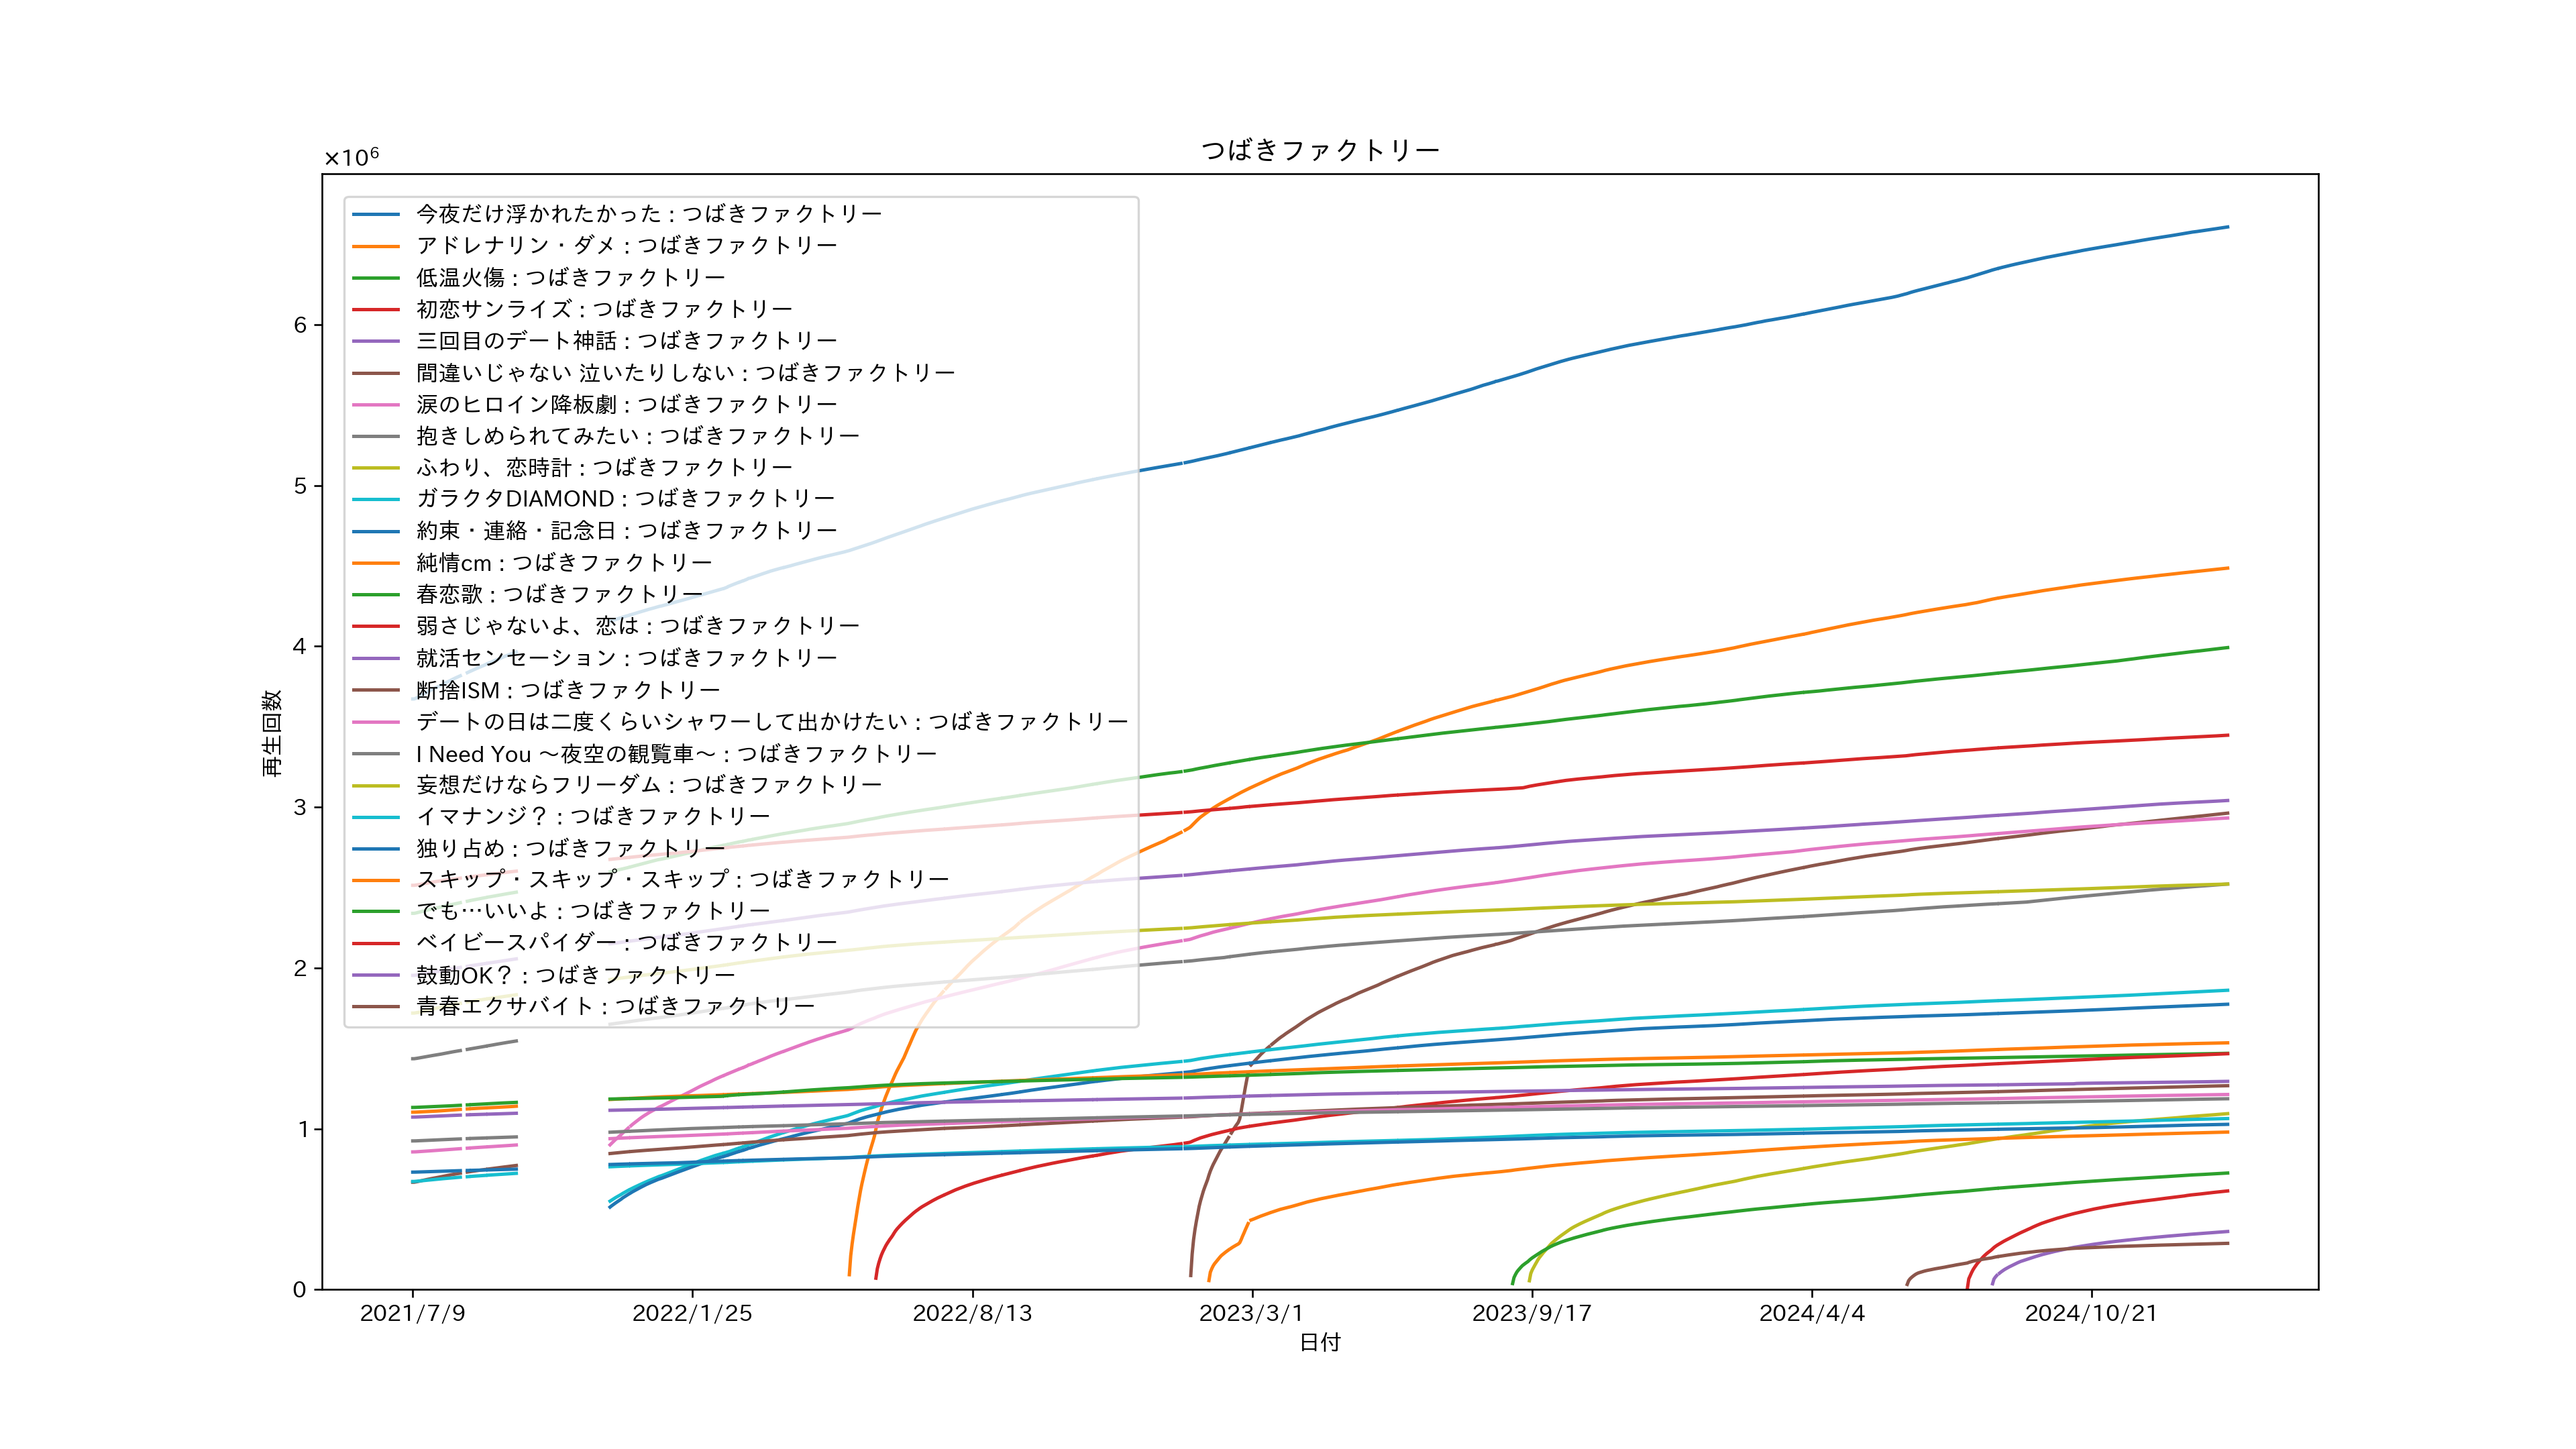 つばきファクトリー
×10⁶
今夜だけ浮かれたかった : つばきファクトリー
アドレナリン・ダメ : つばきファクトリー
低温火傷 : つばきファクトリー
初恋サンライズ : つばきファクトリー
三回目のデート神話 : つばきファクトリー
間違いじゃない 泣いたりしない : つばきファクトリー
涙のヒロイン降板劇 : つばきファクトリー
抱きしめられてみたい : つばきファクトリー
ふわり、恋時計 : つばきファクトリー
ガラクタDIAMOND : つばきファクトリー
約束・連絡・記念日 : つばきファクトリー
純情cm : つばきファクトリー
春恋歌 : つばきファクトリー
弱さじゃないよ、恋は : つばきファクトリー
就活センセーション : つばきファクトリー
断捨ISM : つばきファクトリー
デートの日は二度くらいシャワーして出かけたい : つばきファクトリー
I Need You ～夜空の観覧車～ : つばきファクトリー
妄想だけならフリーダム : つばきファクトリー
イマナンジ？ : つばきファクトリー
独り占め : つばきファクトリー
スキップ・スキップ・スキップ : つばきファクトリー
でも…いいよ : つばきファクトリー
ベイビースパイダー : つばきファクトリー
鼓動OK？ : つばきファクトリー
青春エクサバイト : つばきファクトリー
6
5
4
3
2
1
0
再生回数
2021/7/9 2022/1/25 2022/8/13 2023/3/1 2023/9/17 2024/4/4 2024/10/21
日付